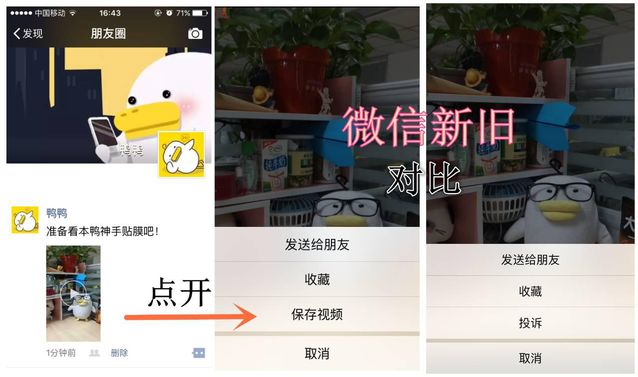 中国移动
16:43
71%
发现
朋友圈
鸭鸭
鸭鸭
准备看本鸭神手贴膜吧!
1分钟前
删除
点开
微信新旧
对比
发送给朋友
收藏
保存视频
取消
发送给朋友
收藏
投诉
取消